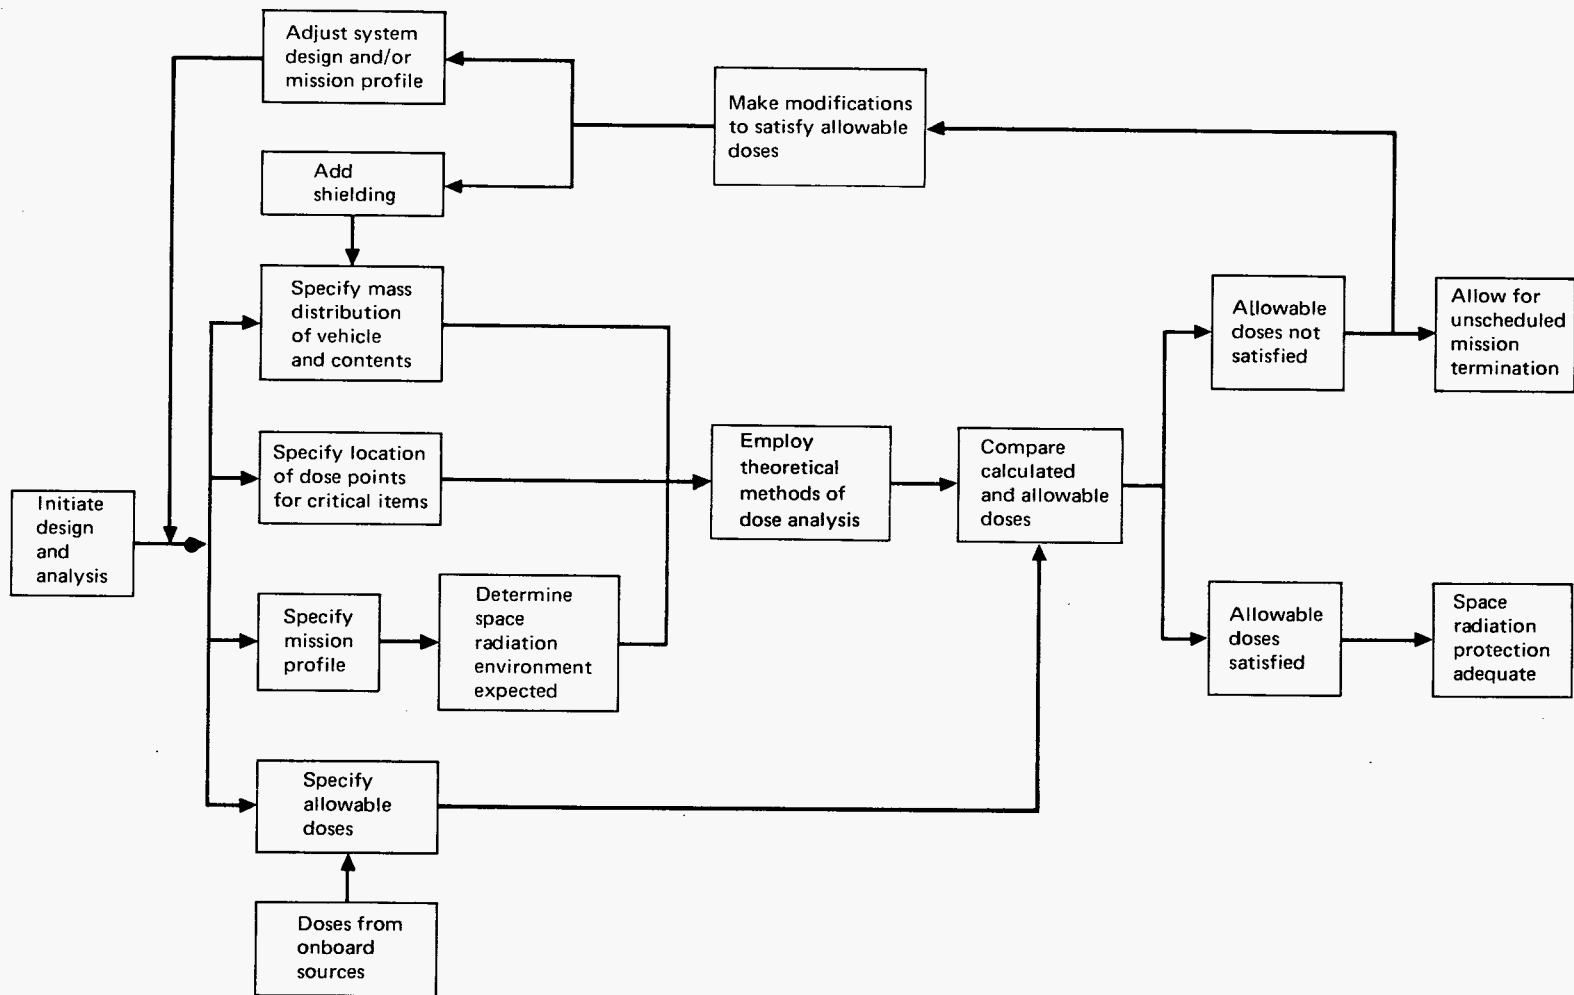 Adjust system
design and/or
mission profile
Make modifications
to satisfy allowable
doses
Add
shielding
Specify mass
distribution
of vehicle
and contents
Allowable
doses not
satisfied
Allow for
unscheduled
mission
termination
Specify location
of dose points
for critical items
Employ
theoretical
methods of
dose analysis
Compare
calculated
and allowable
doses
Initiate
design
and
analysis
Specify
mission
profile
Determine
space
radiation
environment
expected
Allowable
doses
satisfied
Space
radiation
protection
adequate
Specify
allowable
doses
Doses from
onboard
sources